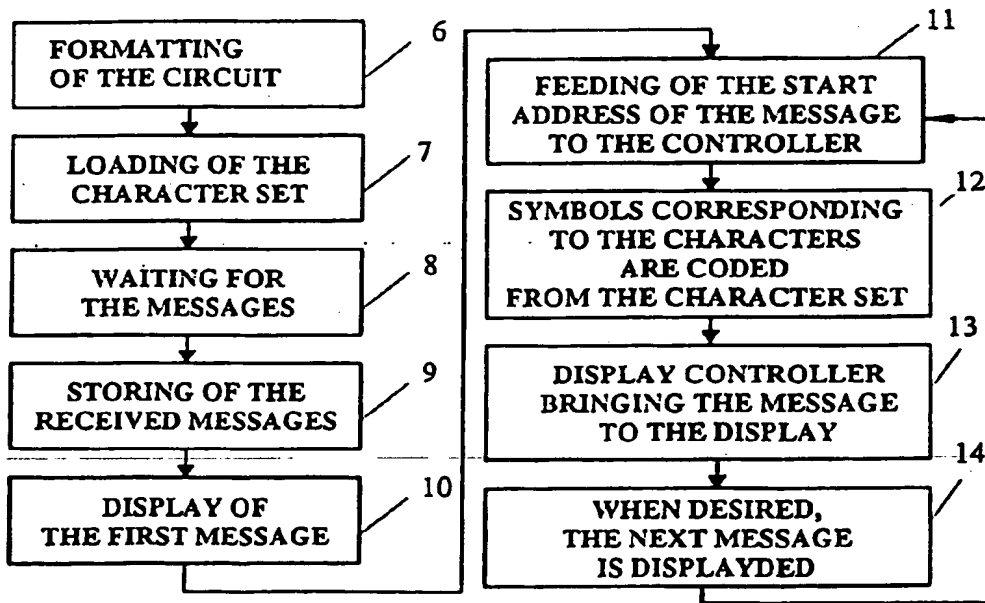 6
FORMATTING
OF THE CIRCUIT
7
LOADING OF THE
CHARACTER SET
8
WAITING FOR
THE MESSAGES
9
STORING OF THE
RECEIVED MESSAGES
10
DISPLAY OF
THE FIRST MESSAGE
11
FEEDING OF THE START
ADDRESS OF THE MESSAGE
TO THE CONTROLLER
12
SYMBOLS CORRESPONDING
TO THE CHARACTERS
ARE CODED
FROM THE CHARACTER SET
13
DISPLAY CONTROLLER
BRINGING THE MESSAGE
TO THE DISPLAY
14
WHEN DESIRED,
THE NEXT MESSAGE
IS DISPLAYDED